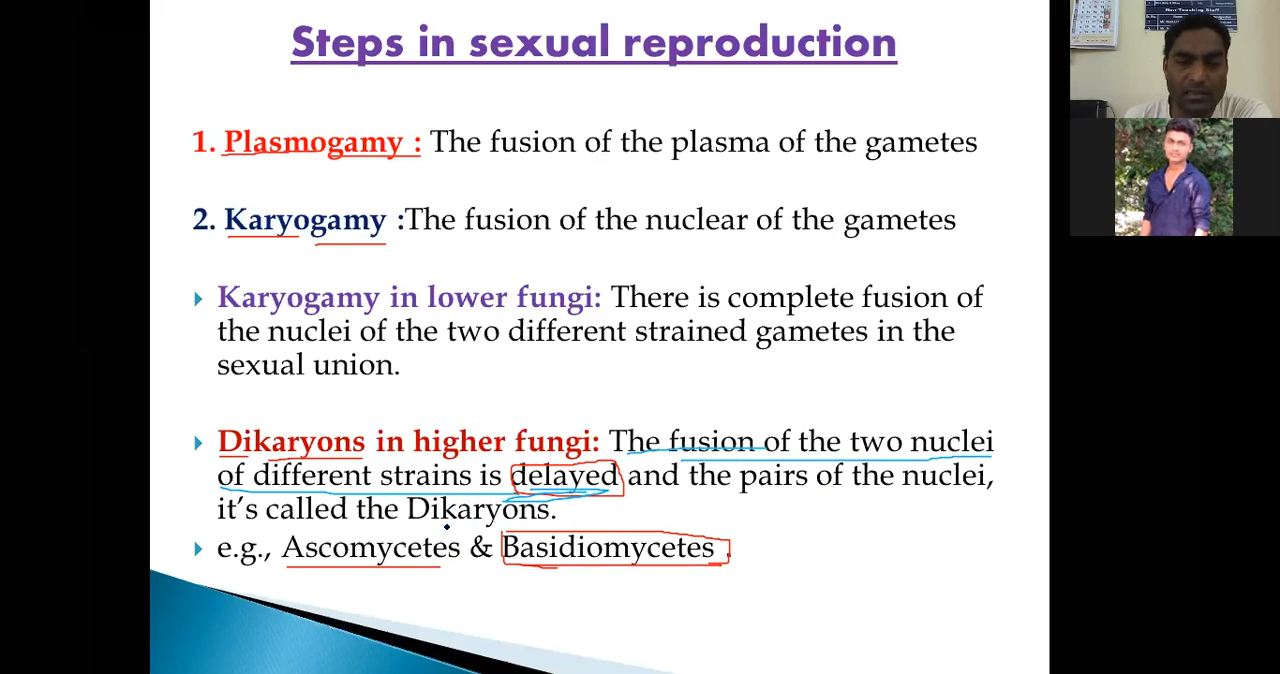 Steps in sexual reproduction
1. Plasmogamy : The fusion of the plasma of the gametes
2. Karyogamy :The fusion of the nuclear of the gametes
Karyogamy in lower fungi: There is complete fusion of
the nuclei of the two different strained gametes in the
sexual union.
Dikaryons in higher fungi: The fusion of the two nuclei
of different strains is delayed and the pairs of the nuclei,
it's called the Dikaryons.
e.g., Ascomycetes & Basidiomycetes .
Non-Teaching Staff